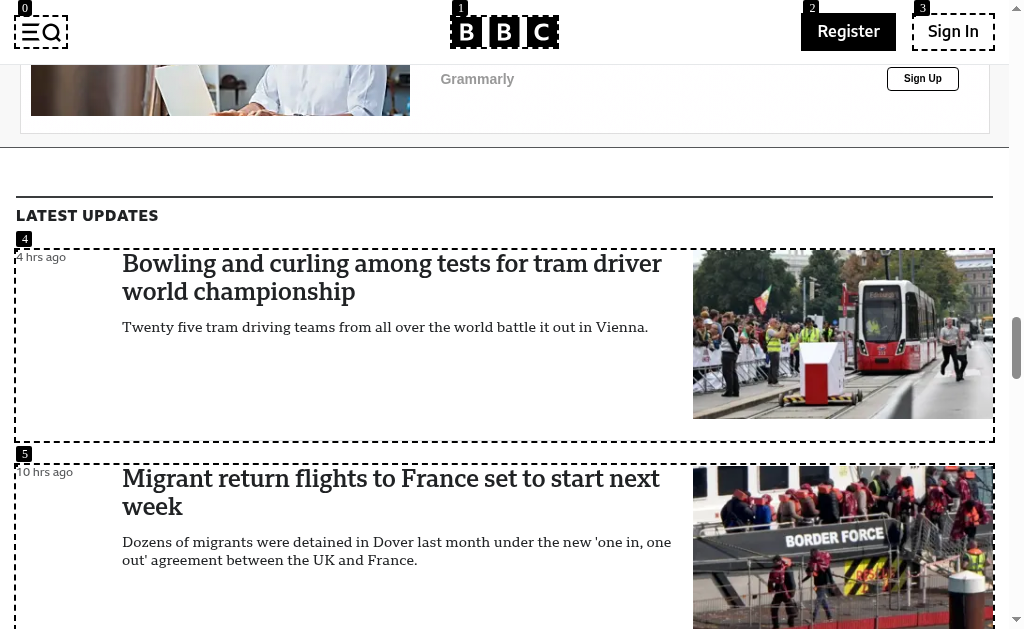 0
1
2
3
BBC
Register
Sign In
Grammarly
Sign Up
LATEST UPDATES
4
4 hrs ago
Bowling and curling among tests for tram driver
world championship
Twenty five tram driving teams from all over the world battle it out in Vienna.
5
10 hrs ago
Migrant return flights to France set to start next
week
Dozens of migrants were detained in Dover last month under the new 'one in, one
out' agreement between the UK and France.
BORDER FORCE